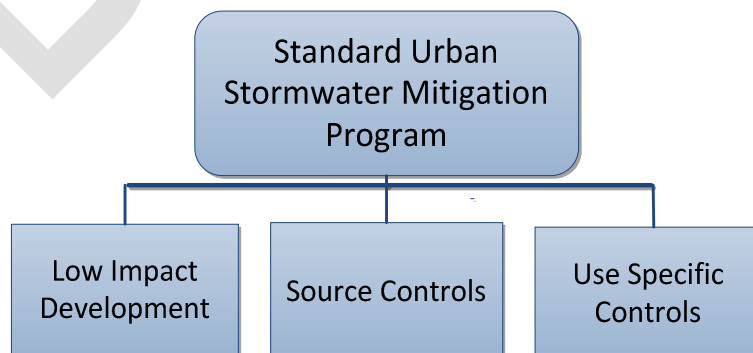 Standard Urban
Stormwater Mitigation
Program
Low Impact
Development
Source Controls
Use Specific
Controls